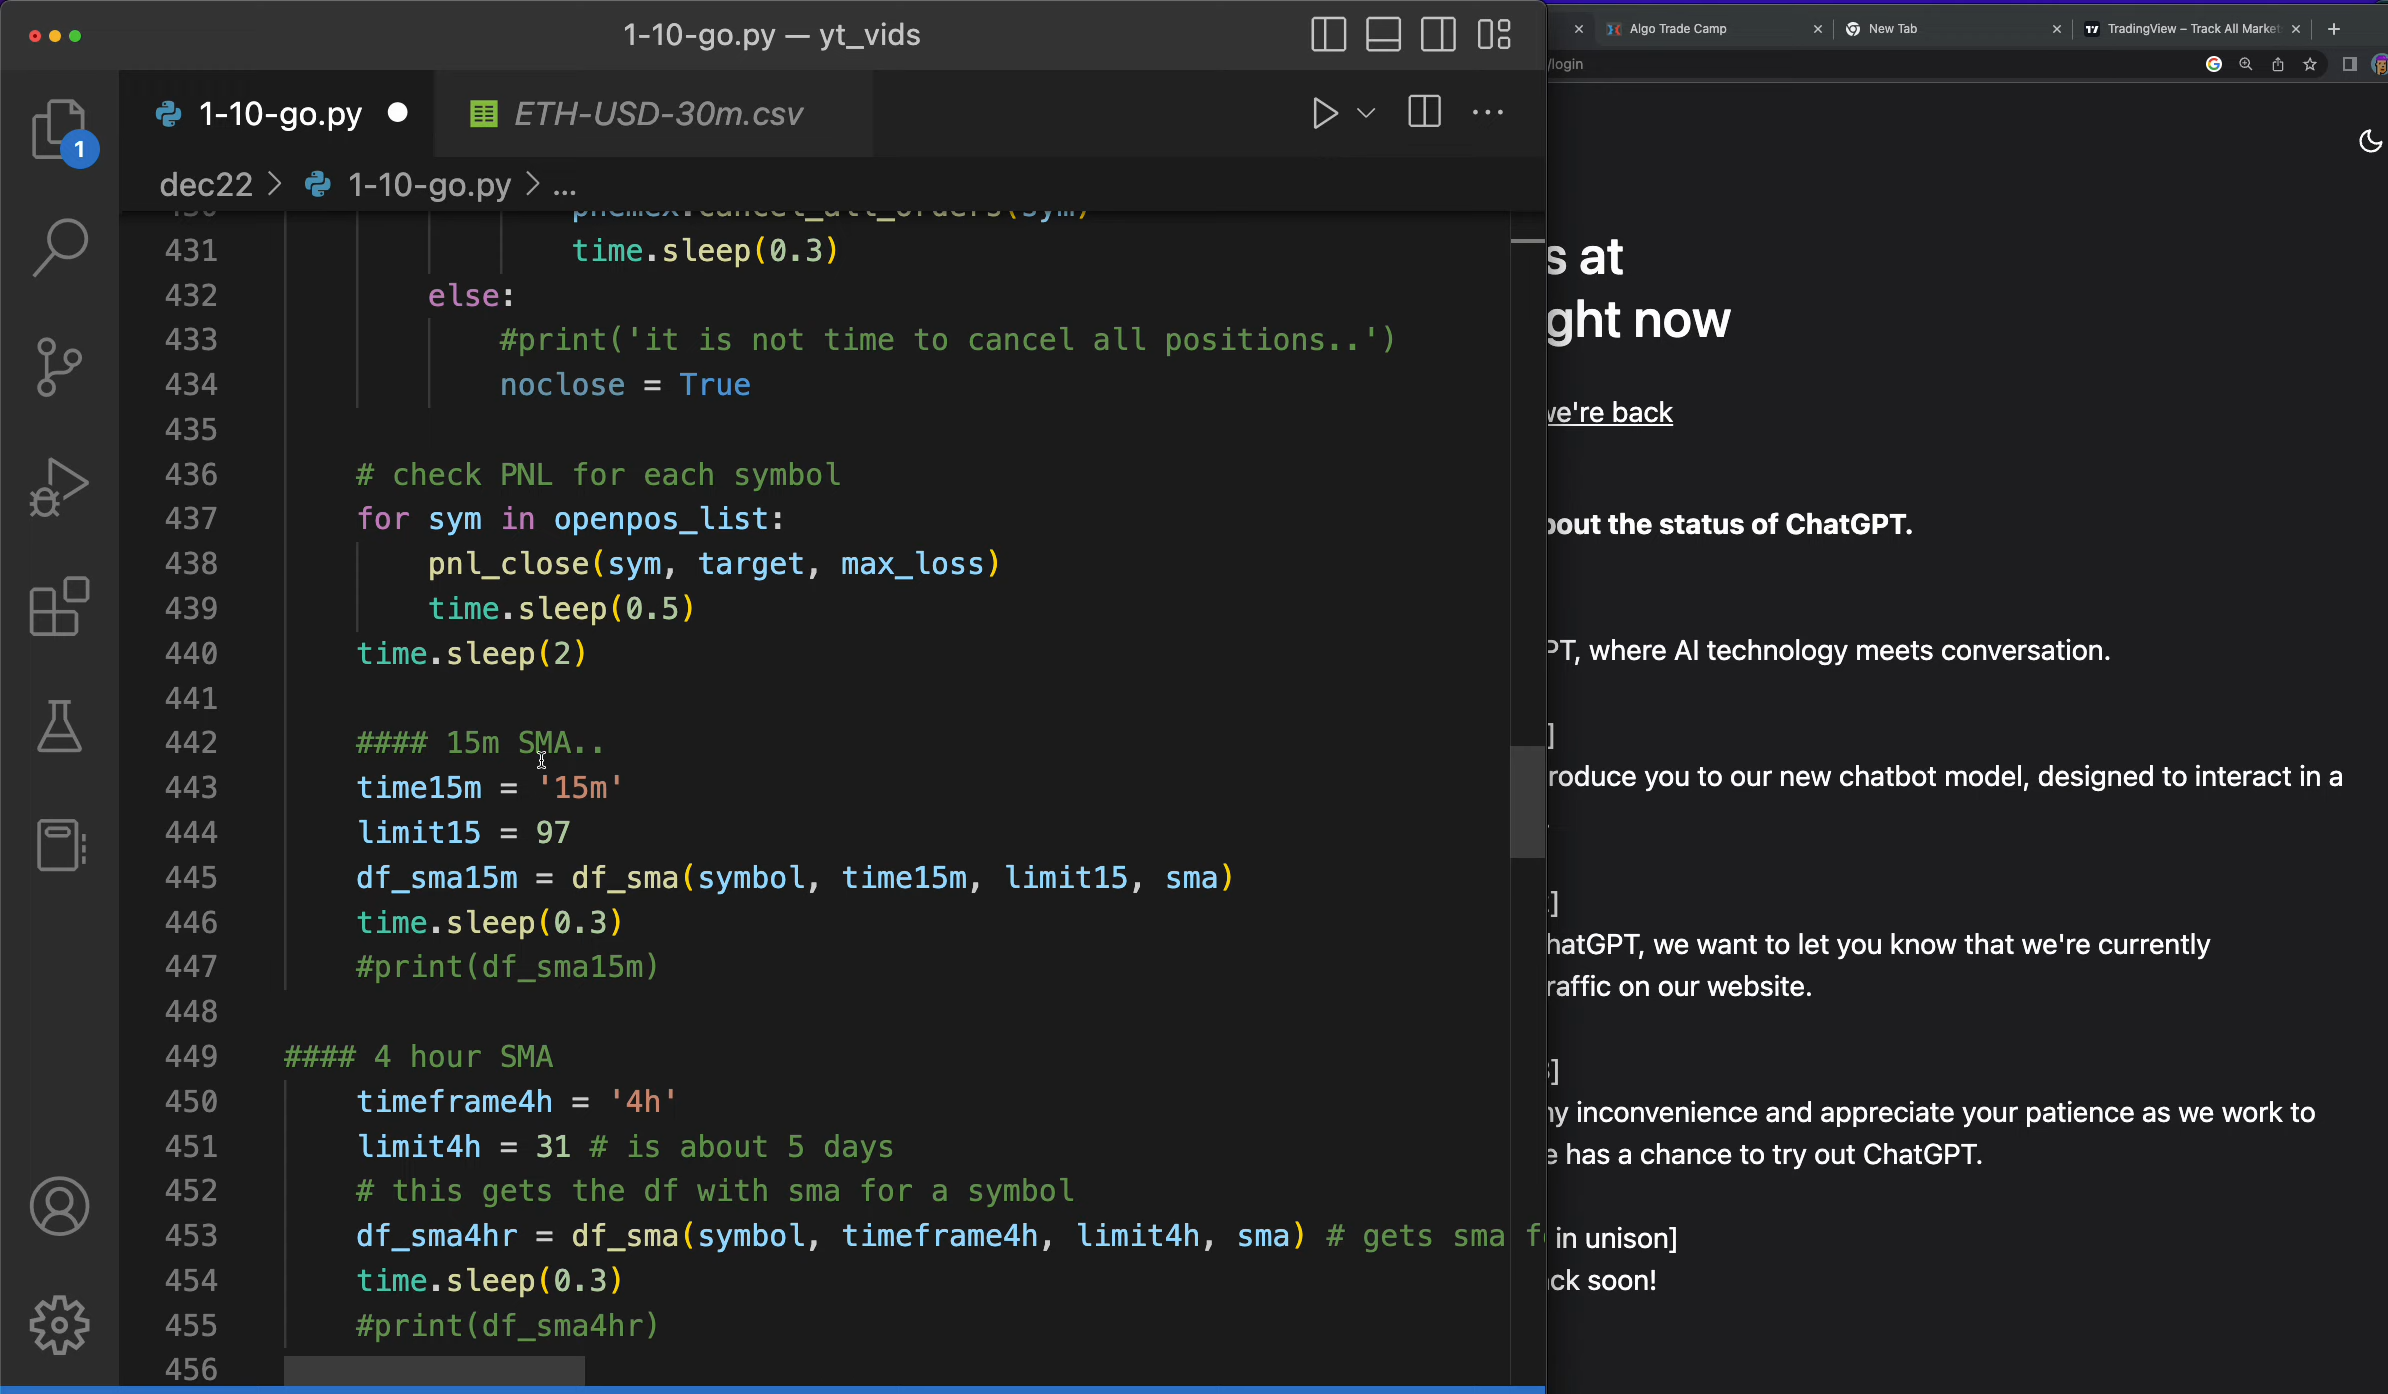 1-10-go.py — yt_vids
1-10-go.py
ETH-USD-30m.csv
1
dec22 > 1-10-go.py > ...
phemex.cancel_all_orders(sym)
431 time.sleep(0.3)
432 else:
433 #print('it is not time to cancel all positions..')
434 noclose = True
435
436 # check PNL for each symbol
437 for sym in openpos_list:
438 pnl_close(sym, target, max_loss)
439 time.sleep(0.5)
440 time.sleep(2)
441
442 #### 15m SMA..
443 time15m = '15m'
444 limit15 = 97
445 df_sma15m = df_sma(symbol, time15m, limit15, sma)
446 time.sleep(0.3)
447 #print(df_sma15m)
448
449 #### 4 hour SMA
450 timeframe4h = '4h'
451 limit4h = 31 # is about 5 days
452 # this gets the df with sma for a symbol
453 df_sma4hr = df_sma(symbol, timeframe4h, limit4h, sma) # gets sma f
454 time.sleep(0.3)
455 #print(df_sma4hr)
456
Algo Trade Camp
New Tab
TradingView – Track All Market
/login
s at
ght now
we're back
bout the status of ChatGPT.
PT, where AI technology meets conversation.
]
roduce you to our new chatbot model, designed to interact in a
]
hatGPT, we want to let you know that we're currently
raffic on our website.
]
ny inconvenience and appreciate your patience as we work to
e has a chance to try out ChatGPT.
in unison]
ck soon!